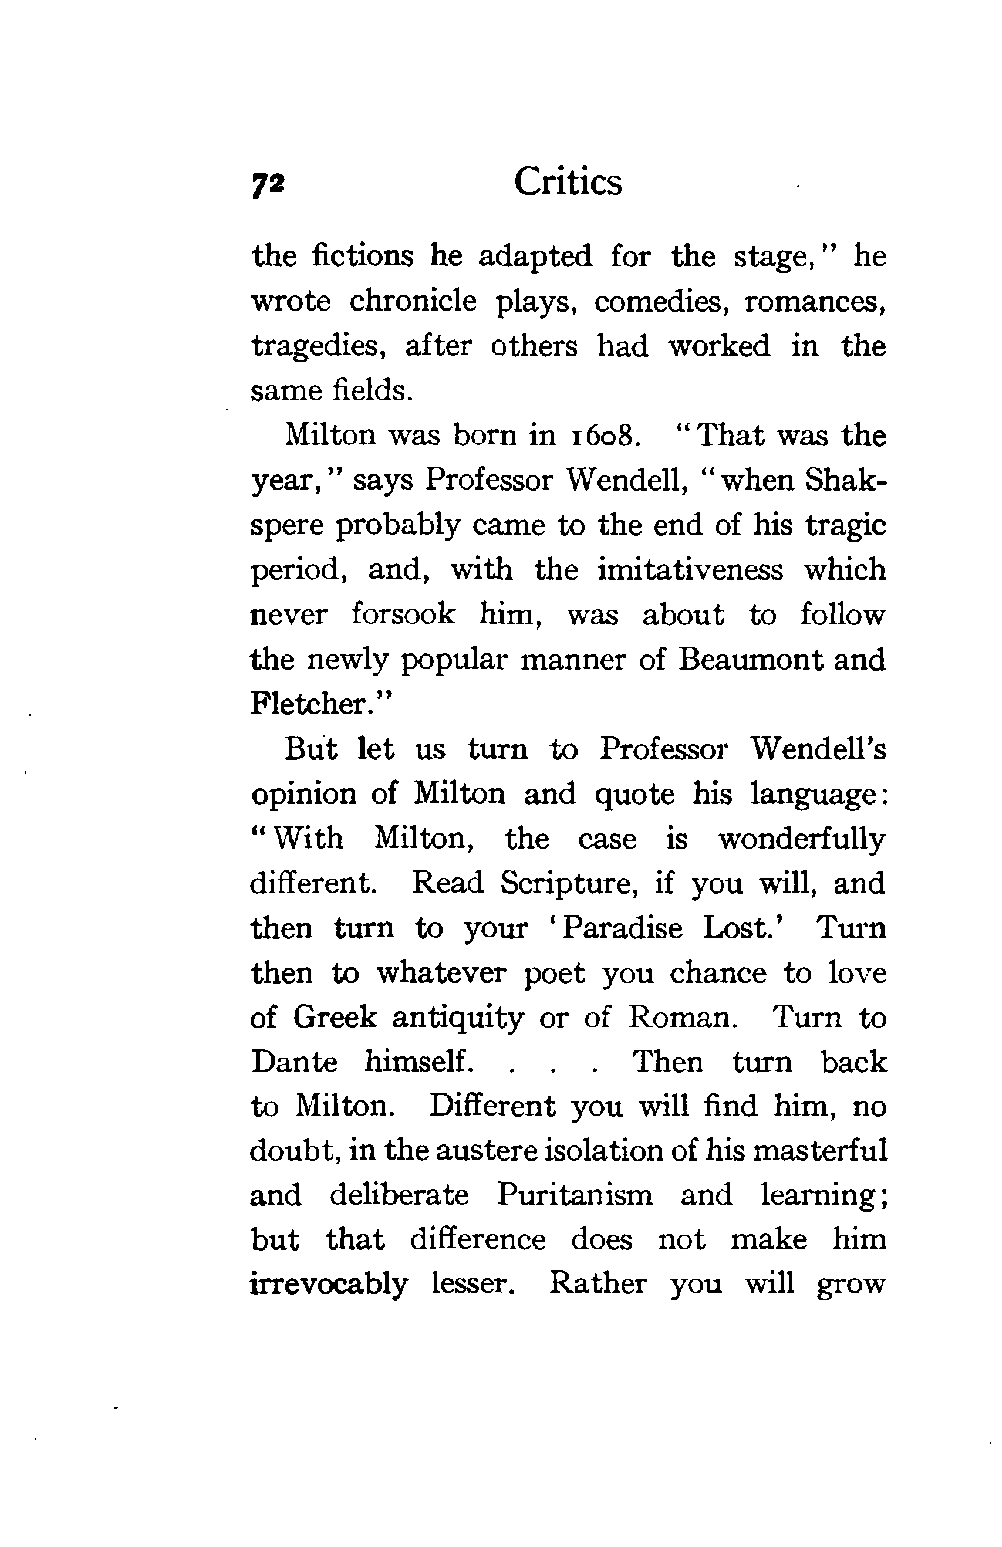 72 Critics
the fictions he adapted for the stage," he
wrote chronicle plays, comedies, romances,
tragedies, after others had worked in the
same fields.
Milton was born in 1608. "That was the
year," says Professor Wendell, "when Shak-
spere probably came to the end of his tragic
period, and, with the imitativeness which
never forsook him, was about to follow
the newly popular manner of Beaumont and
Fletcher."
But let us turn to Professor Wendell's
opinion of Milton and quote his language:
"With Milton, the case is wonderfully
different. Read Scripture, if you will, and
then turn to your 'Paradise Lost.' Turn
then to whatever poet you chance to love
of Greek antiquity or of Roman. Turn to
Dante himself. . . . Then turn back
to Milton. Different you will find him, no
doubt, in the austere isolation of his masterful
and deliberate Puritanism and learning;
but that difference does not make him
irrevocably lesser. Rather you will grow